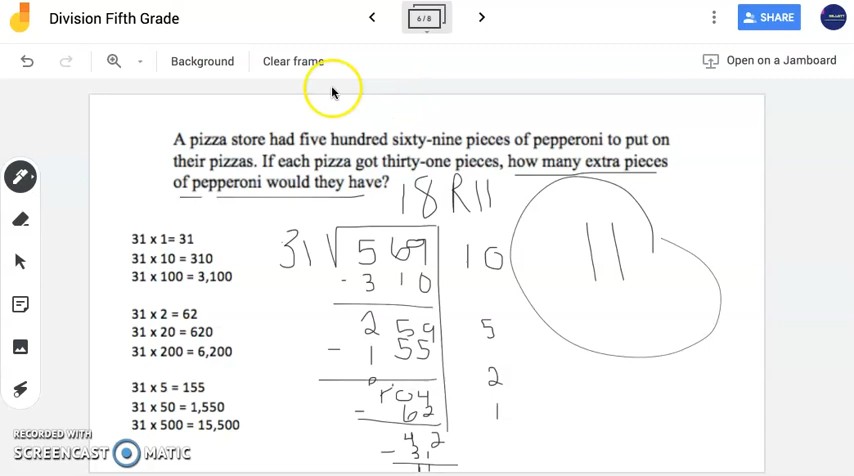 Division Fifth Grade
6 / 8
SHARE
Background
Clear frame
Open on a Jamboard
A pizza store had five hundred sixty-nine pieces of pepperoni to put on
their pizzas. If each pizza got thirty-one pieces, how many extra pieces
of pepperoni would they have?
18 R11
31 x 1= 31
31 x 10 = 310
31 x 100 = 3,100
31 x 2 = 62
31 x 20 = 620
31 x 200 = 6,200
31 x 5 = 155
31 x 50 = 1,550
31 x 500 = 15,500
31 569 10
- 310
259 5
- 155
104 2
- 62 1
42
- 31
11
11
RECORDED WITH
SCREENCAST MATIC